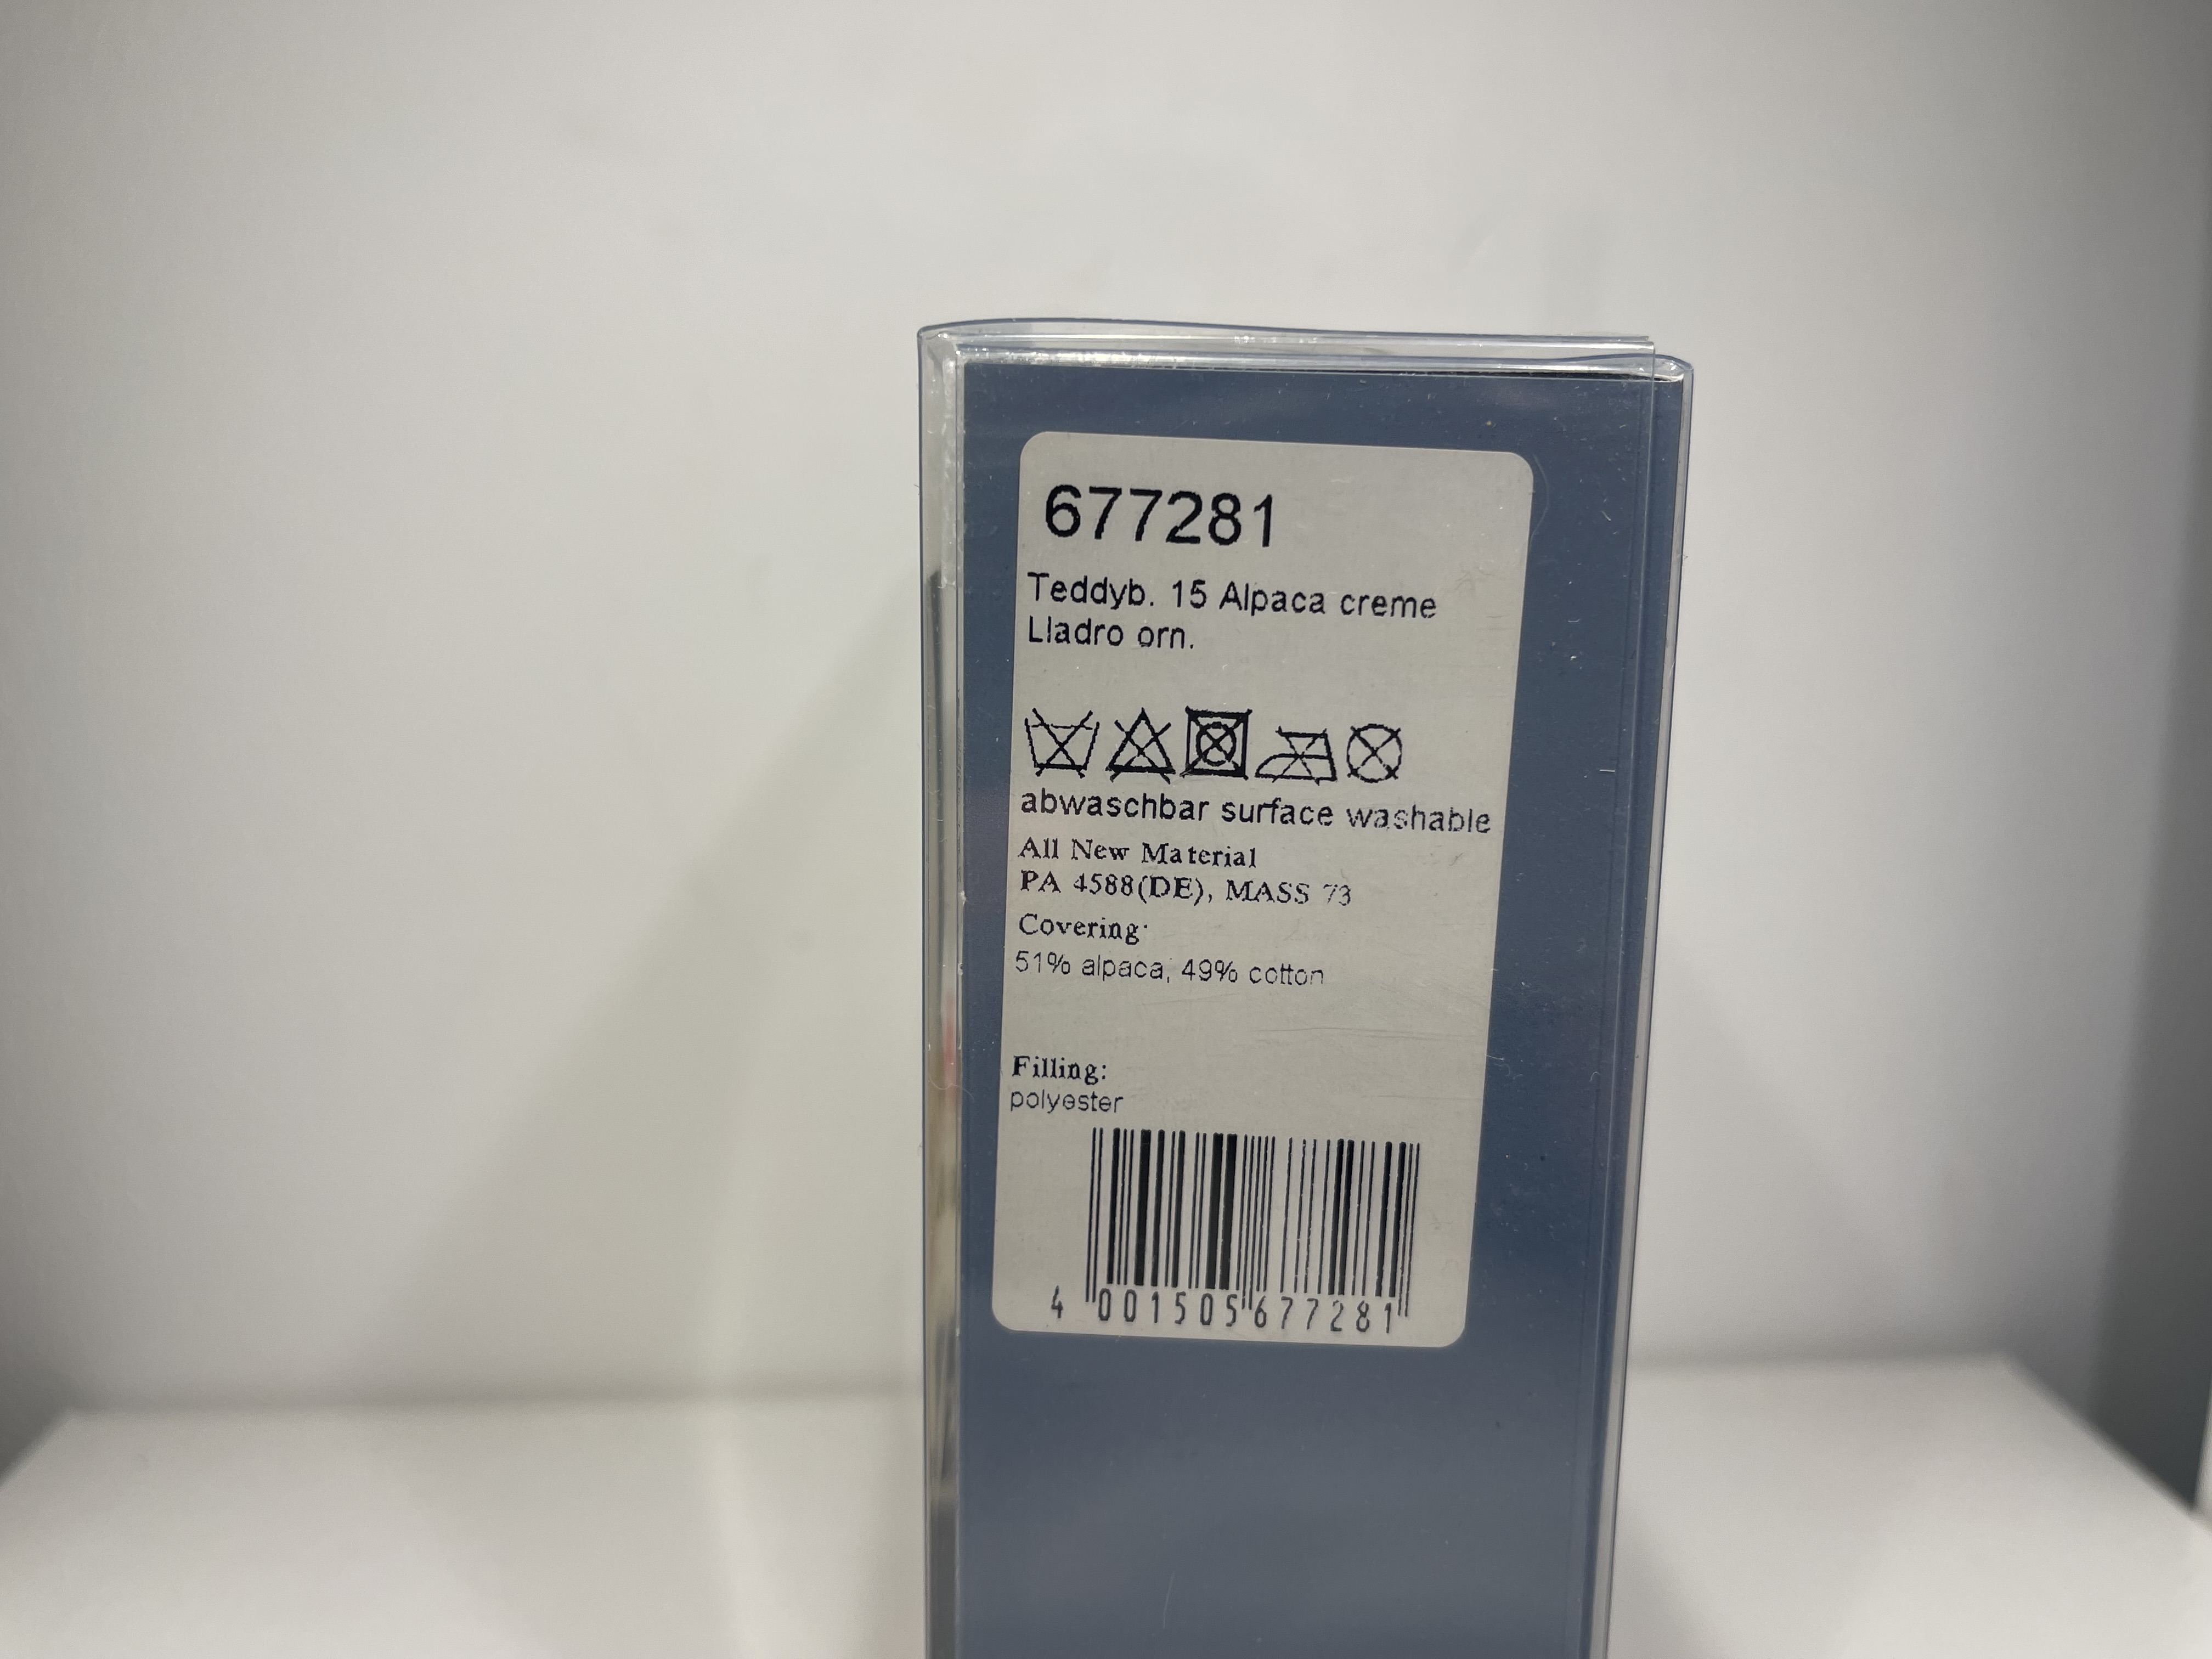 677281
Teddyb. 15 Alpaca creme
Lladro orn.
abwaschbar surface washable
All New Material
PA 4588(DE), MASS 73
Covering:
51% alpaca, 49% cotton
Filling:
polyester
4 001505 677281